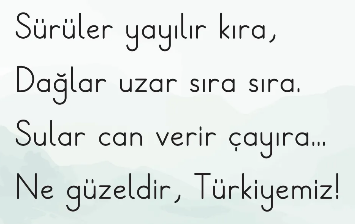 Sürüler yayılır kıra,
Dağlar uzar sıra sıra.
Sular can verir çayıra...
Ne güzeldir, Türkiyemiz!